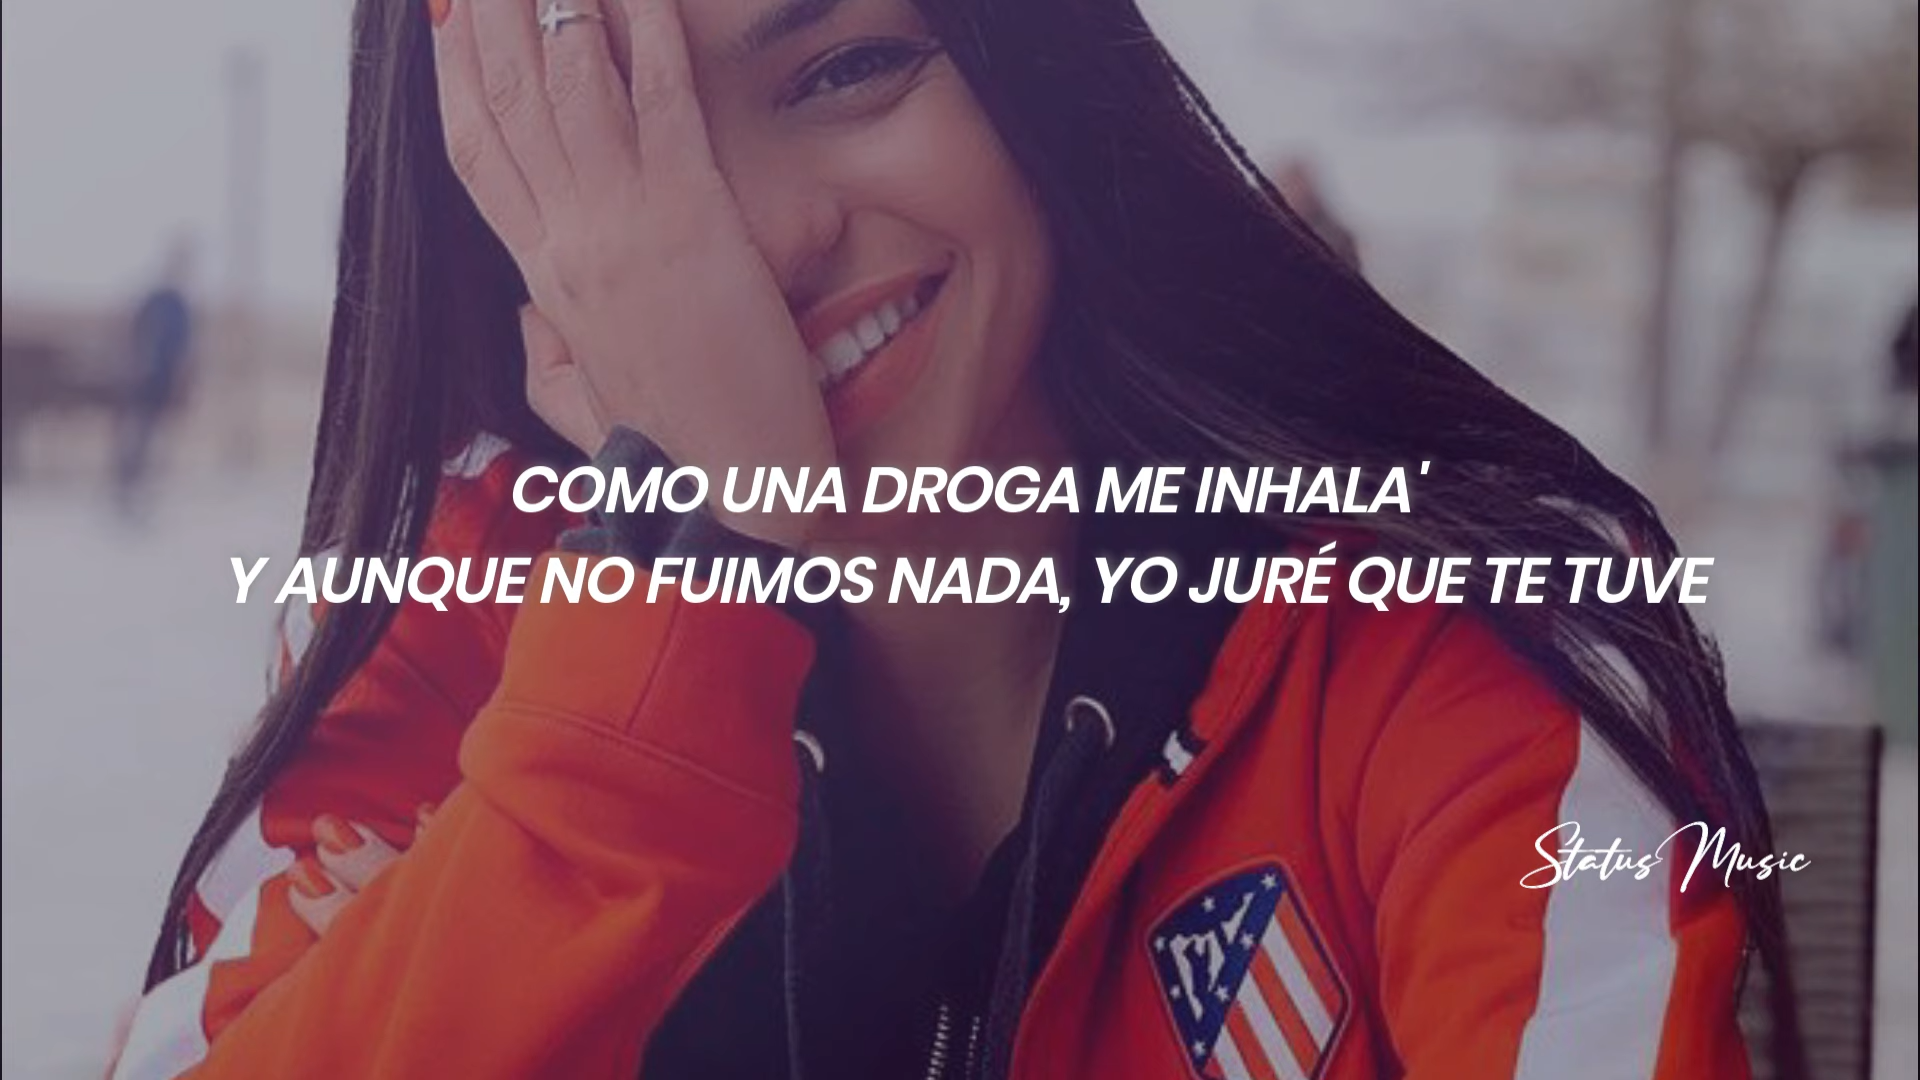 COMO UNA DROGA ME INHALA'
Y AUNQUE NO FUIMOS NADA, YO JURÉ QUE TE TUVE
Status Music